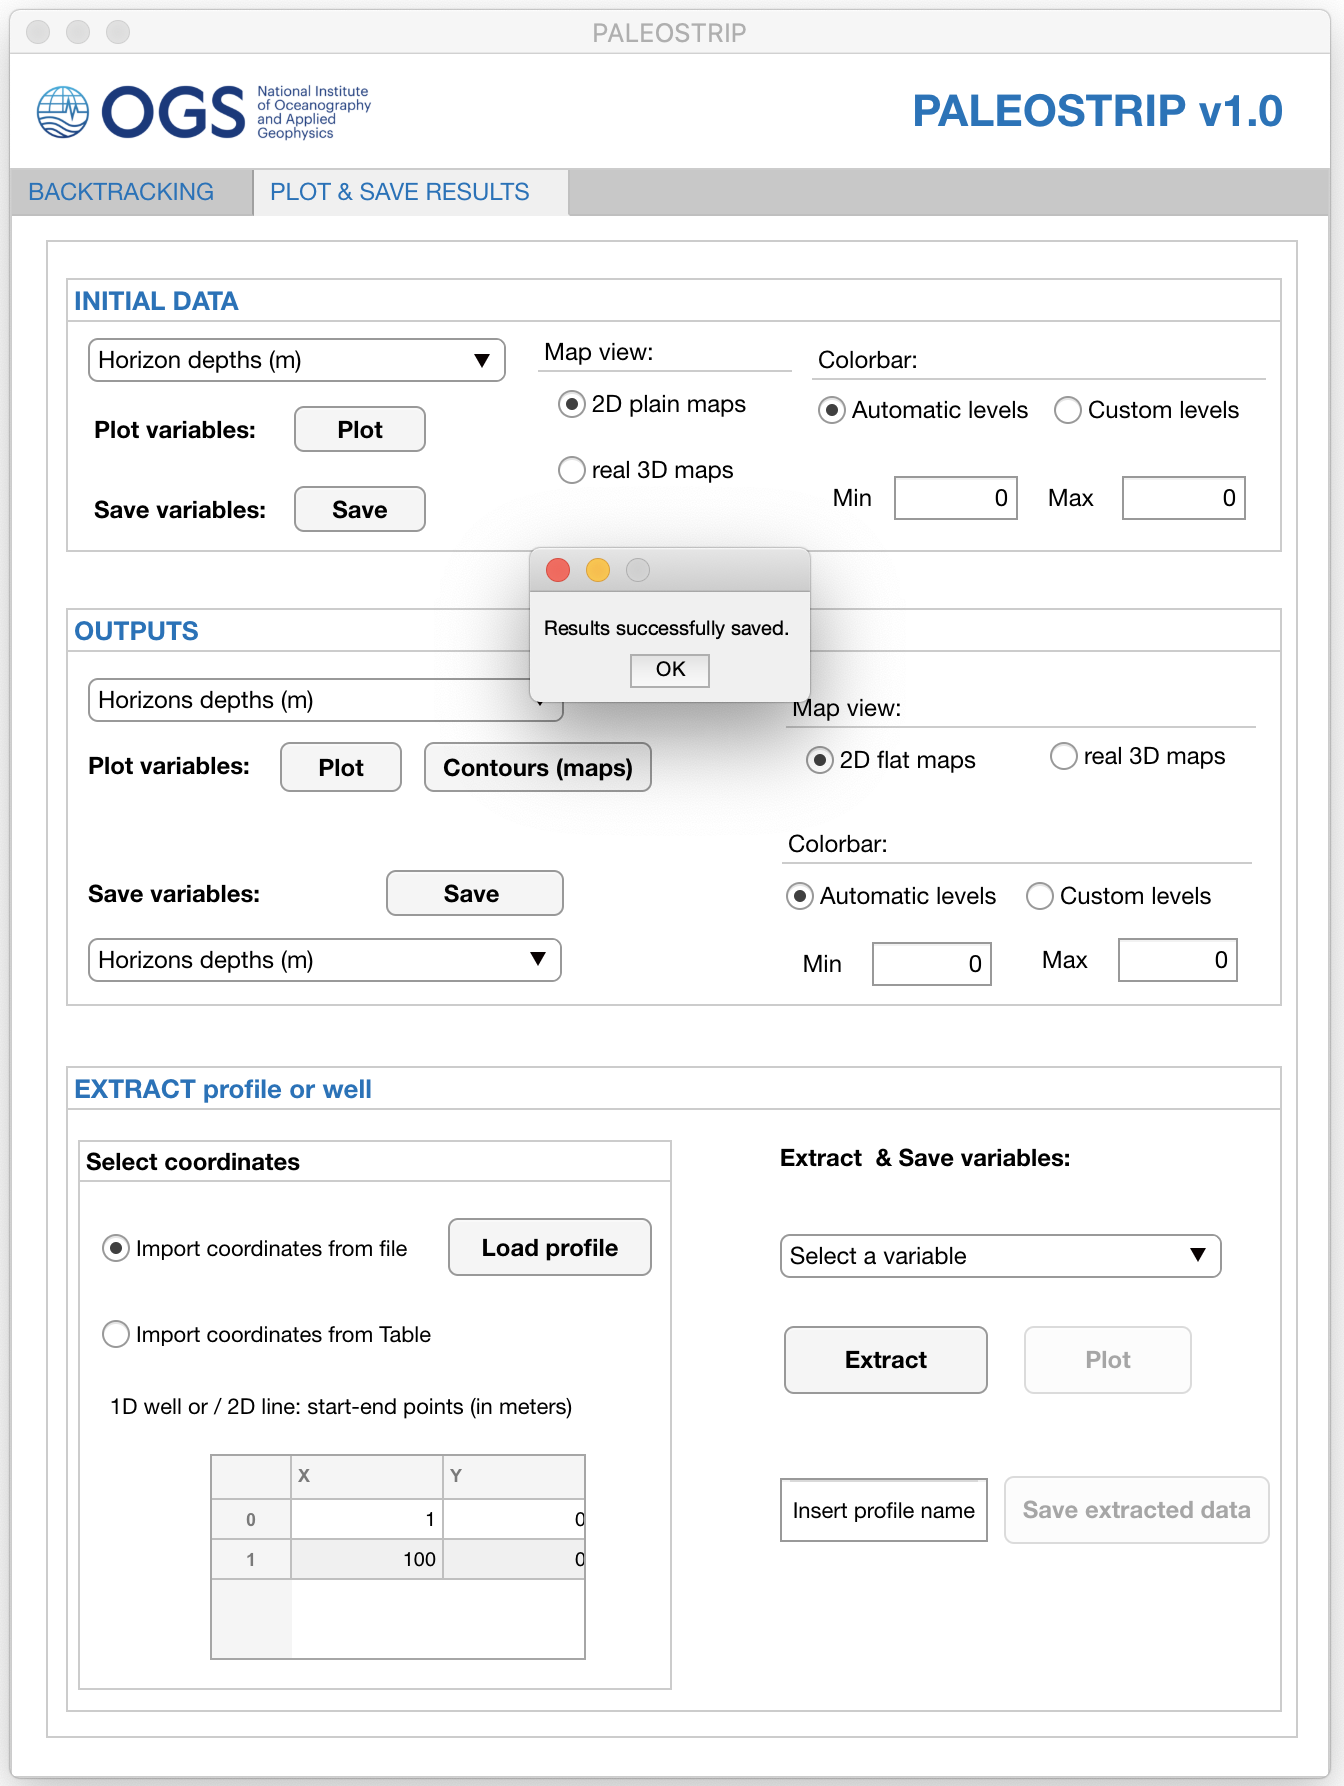 PALEOSTRIP
OGS
National Institute
of Oceanography
and Applied
Geophysics
PALEOSTRIP v1.0
BACKTRACKING
PLOT & SAVE RESULTS
INITIAL DATA
Horizon depths (m)
Map view:
Colorbar:
2D plain maps
Automatic levels
Custom levels
Plot variables:
Plot
real 3D maps
Save variables:
Save
Min
0
Max
0
Results successfully saved.
OK
OUTPUTS
Horizons depths (m)
Map view:
Plot variables:
Plot
Contours (maps)
2D flat maps
real 3D maps
Colorbar:
Save variables:
Save
Automatic levels
Custom levels
Horizons depths (m)
Min
0
Max
0
EXTRACT profile or well
Select coordinates
Extract & Save variables:
Import coordinates from file
Load profile
Select a variable
Import coordinates from Table
Extract
Plot
1D well or / 2D line: start-end points (in meters)
X Y
0 1 0
1 100 0
Insert profile name
Save extracted data